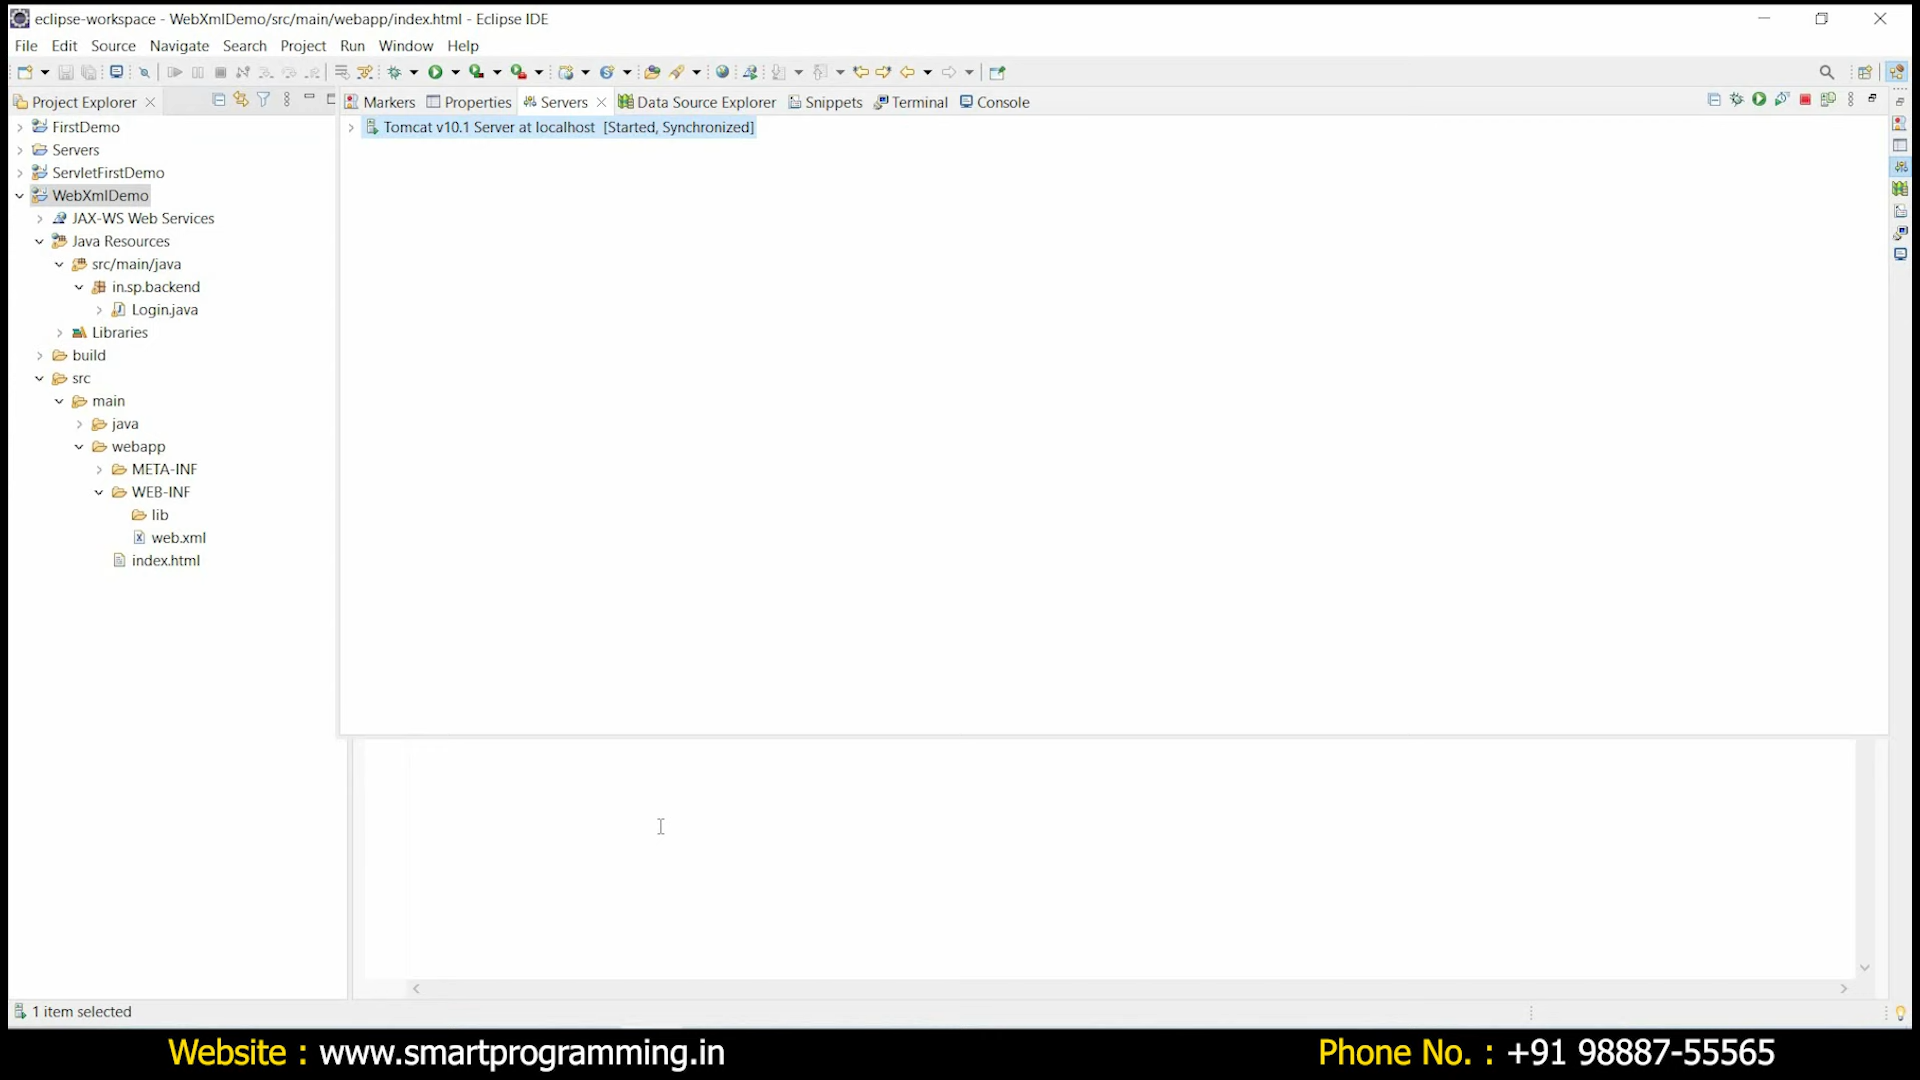 eclipse-workspace - WebXmlDemo/src/main/webapp/index.html - Eclipse IDE
File Edit Source Navigate Search Project Run Window Help
Project Explorer
Markers Properties Servers Data Source Explorer Snippets Terminal Console
FirstDemo
Servers
ServletFirstDemo
WebXmlDemo
JAX-WS Web Services
Java Resources
src/main/java
in.sp.backend
Login.java
Libraries
build
src
main
java
webapp
META-INF
WEB-INF
lib
web.xml
index.html
Tomcat v10.1 Server at localhost [Started, Synchronized]
1 item selected
Website : www.smartprogramming.in
Phone No. : +91 98887-55565